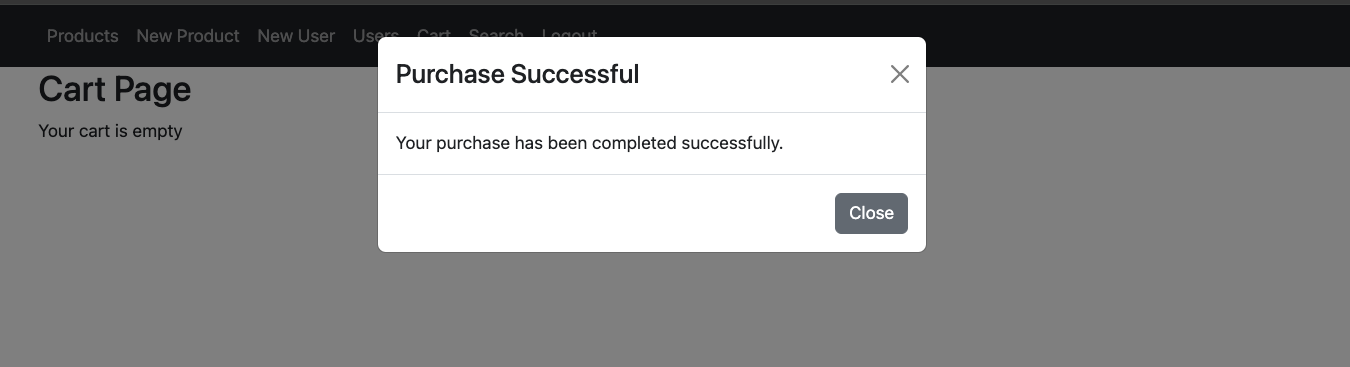 Products New Product New User Users Cart Search Logout
Purchase Successful
Cart Page
Your cart is empty
Your purchase has been completed successfully.
Close